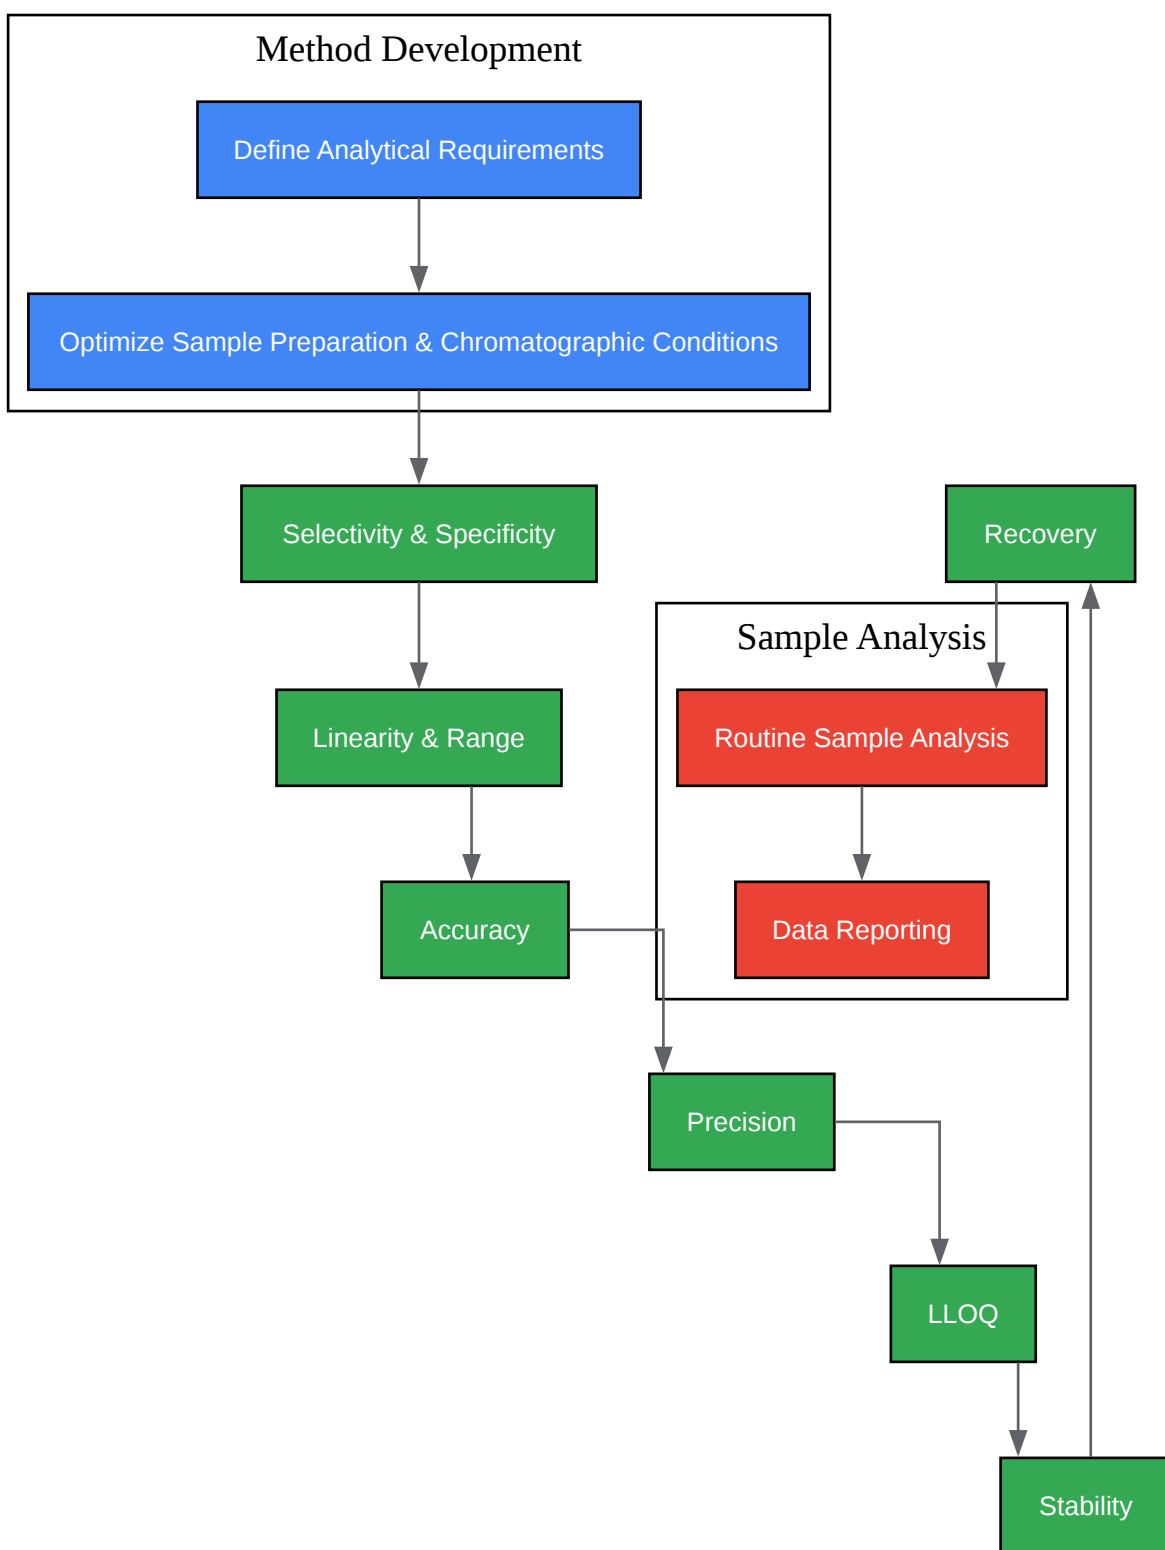 Method Development
Define Analytical Requirements
Optimize Sample Preparation & Chromatographic Conditions
Selectivity & Specificity
Recovery
Sample Analysis
Linearity & Range
Routine Sample Analysis
Accuracy
Data Reporting
Precision
LLOQ
Stability